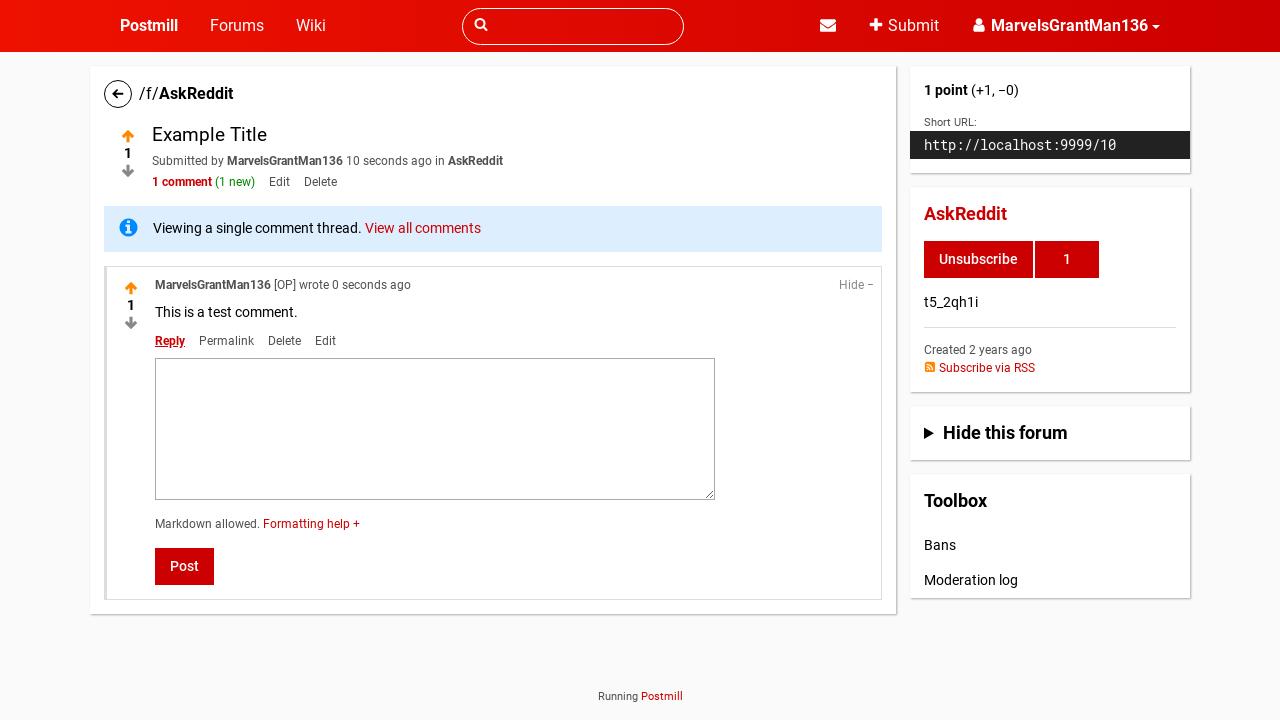 Postmill Forums Wiki Submit MarvelsGrantMan136
/f/AskReddit
Example Title
1
Submitted by MarvelsGrantMan136 10 seconds ago in AskReddit
1 comment (1 new) Edit Delete
Viewing a single comment thread. View all comments
MarvelsGrantMan136 [OP] wrote 0 seconds ago Hide −
1
This is a test comment.
Reply Permalink Delete Edit
Markdown allowed. Formatting help +
Post
1 point (+1, −0)
Short URL:
http://localhost:9999/10
AskReddit
Unsubscribe 1
t5_2qh1i
Created 2 years ago
Subscribe via RSS
Hide this forum
Toolbox
Bans
Moderation log
Running Postmill